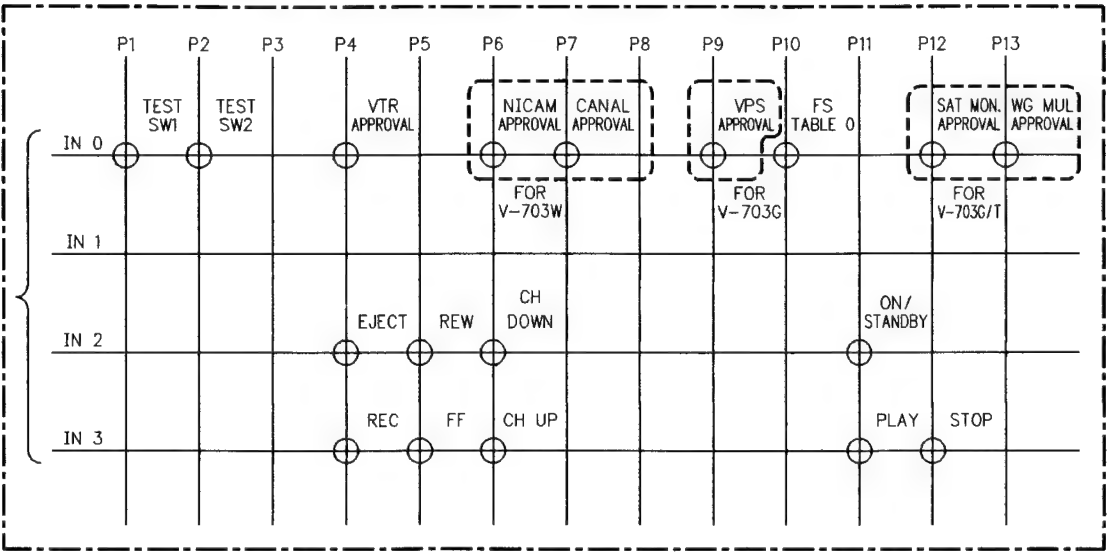 P1 P2 P3 P4 P5 P6 P7 P8 P9 P10 P11 P12 P13
TEST SW1
TEST SW2
VTR APPROVAL
NICAM APPROVAL
CANAL APPROVAL
VPS APPROVAL
FS TABLE 0
SAT MON. APPROVAL
WG MUL APPROVAL
IN 0
FOR V-703W
FOR V-703G
FOR V-703G/T
IN 1
EJECT
REW
CH DOWN
ON/ STANDBY
IN 2
REC
FF
CH UP
PLAY
STOP
IN 3